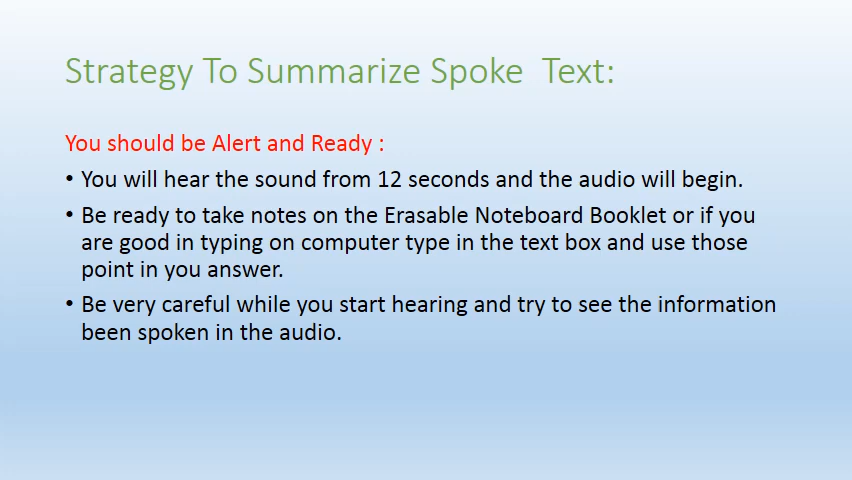 Strategy To Summarize Spoke  Text:
You should be Alert and Ready :
• You will hear the sound from 12 seconds and the audio will begin.
• Be ready to take notes on the Erasable Noteboard Booklet or if you
are good in typing on computer type in the text box and use those
point in you answer.
• Be very careful while you start hearing and try to see the information
been spoken in the audio.